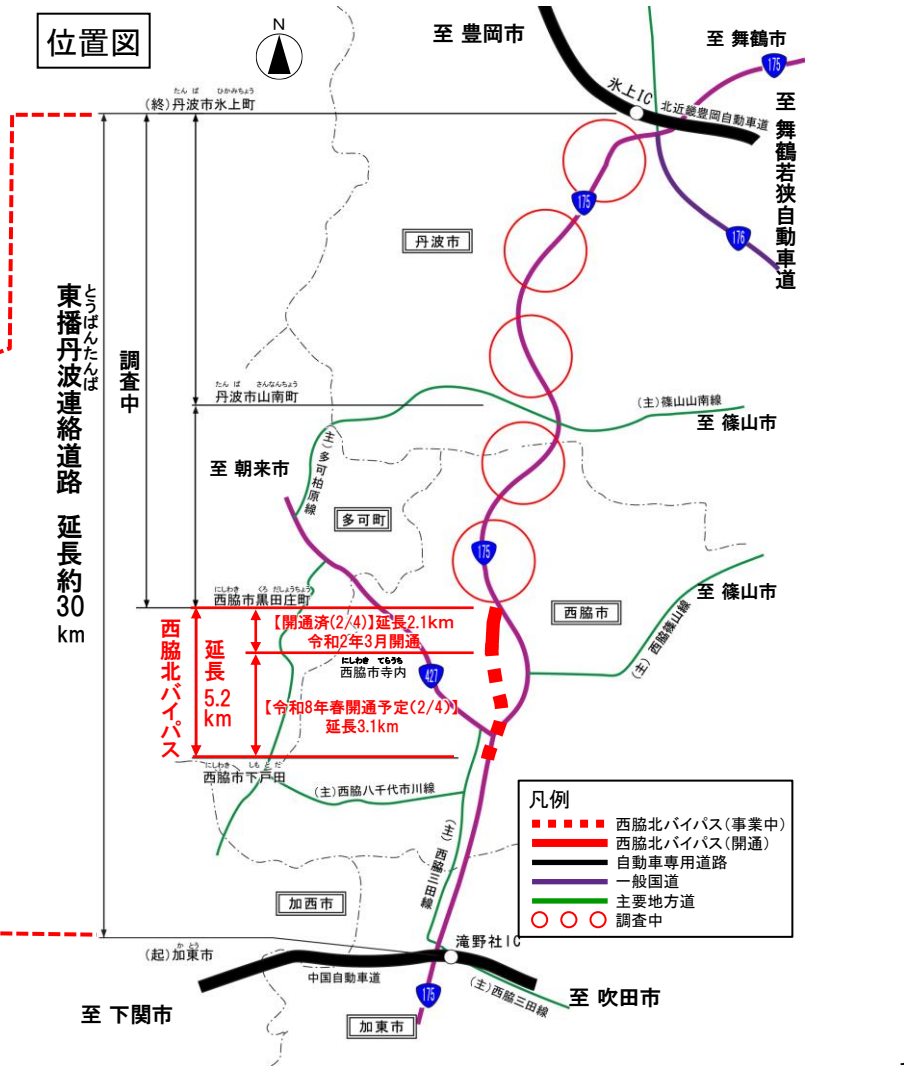 位置図
N
至 豊岡市
至 舞鶴市
175
至 舞鶴若狭自動車道
氷上IC
北近畿豊岡自動車道
たんば ひかみちょう
(終)丹波市氷上町
175
176
丹波市
とうばんたんば
東播丹波連絡道路 延長約30km
調査中
たんば さんなんちょう
丹波市山南町
(主)篠山山南線
至 篠山市
至 朝来市
(主)多可柏原線
多可町
175
にしわき くろだしょうちょう
西脇市黒田庄町
西脇市
至 篠山市
(主)西脇篠山線
西脇北バイパス
延長
5.2
km
【開通済(2/4)】延長2.1km
令和2年3月開通
にしわき てらうち
西脇市寺内
427
【令和8年春開通予定(2/4)】
延長3.1km
にしわき しもとだ
西脇市下戸田
(主)西脇八千代市川線
(主)西脇三田線
凡例
西脇北バイパス(事業中)
西脇北バイパス(開通)
自動車専用道路
一般国道
主要地方道
調査中
加西市
かとう
(起)加東市
滝野社IC
中国自動車道
175
(主)西脇三田線
至 吹田市
至 下関市
加東市